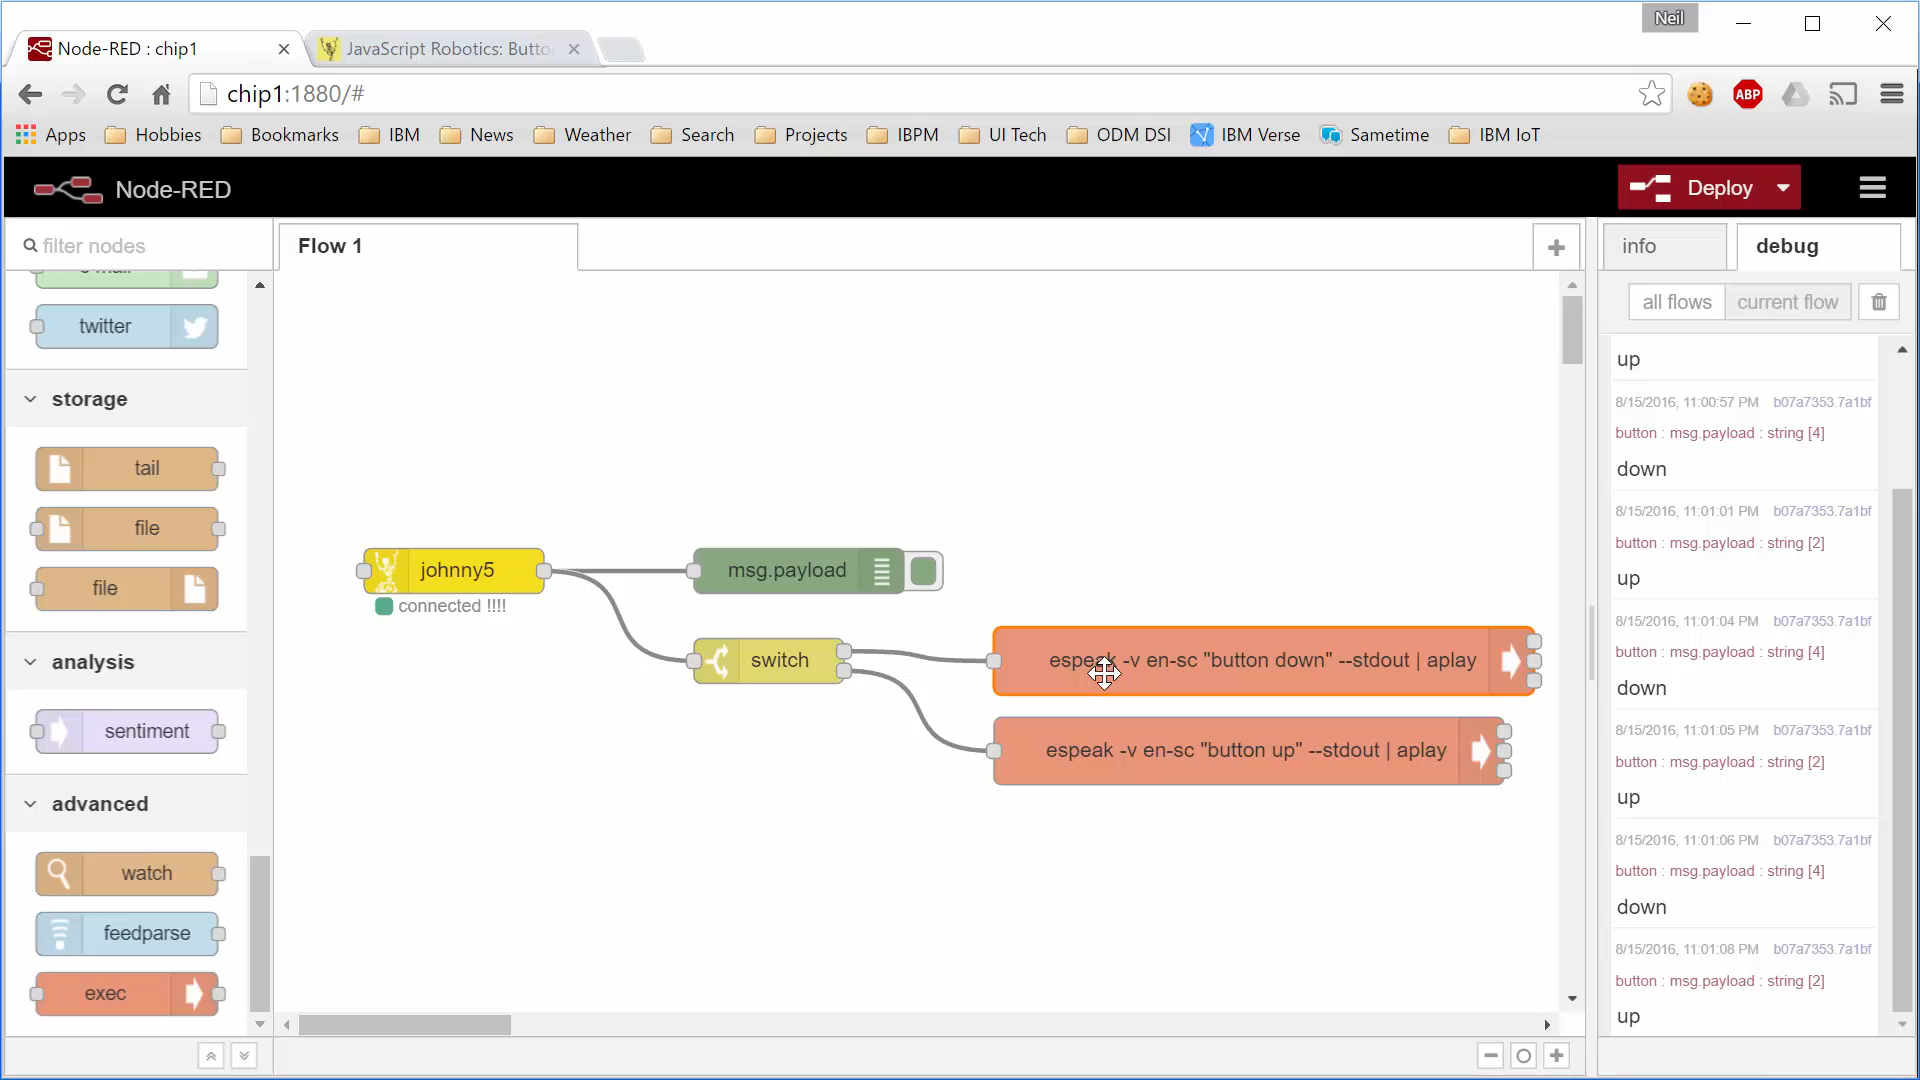 Neil
Node-RED : chip1
JavaScript Robotics: Butto
chip1:1880/#
ABP
Apps Hobbies Bookmarks IBM News Weather Search Projects IBPM UI Tech ODM DSI IBM Verse Sametime IBM IoT
Node-RED
Deploy
filter nodes
twitter
storage
tail
file
file
analysis
sentiment
advanced
watch
feedparse
exec
Flow 1
johnny5
connected !!!!
msg.payload
switch
espeak -v en-sc "button down" --stdout | aplay
espeak -v en-sc "button up" --stdout | aplay
info
debug
all flows
current flow
up
8/15/2016, 11:00:57 PM b07a7353.7a1bf
button : msg.payload : string [4]
down
8/15/2016, 11:01:01 PM b07a7353.7a1bf
button : msg.payload : string [2]
up
8/15/2016, 11:01:04 PM b07a7353.7a1bf
button : msg.payload : string [4]
down
8/15/2016, 11:01:05 PM b07a7353.7a1bf
button : msg.payload : string [2]
up
8/15/2016, 11:01:06 PM b07a7353.7a1bf
button : msg.payload : string [4]
down
8/15/2016, 11:01:08 PM b07a7353.7a1bf
button : msg.payload : string [2]
up